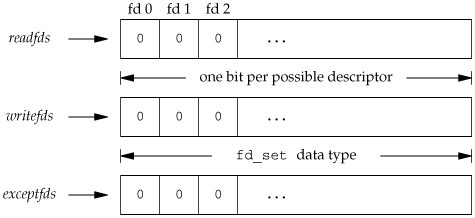 fd 0 fd 1 fd 2
readfds 0 0 0 ...
one bit per possible descriptor
writefds 0 0 0 ...
fd_set data type
exceptfds 0 0 0 ...